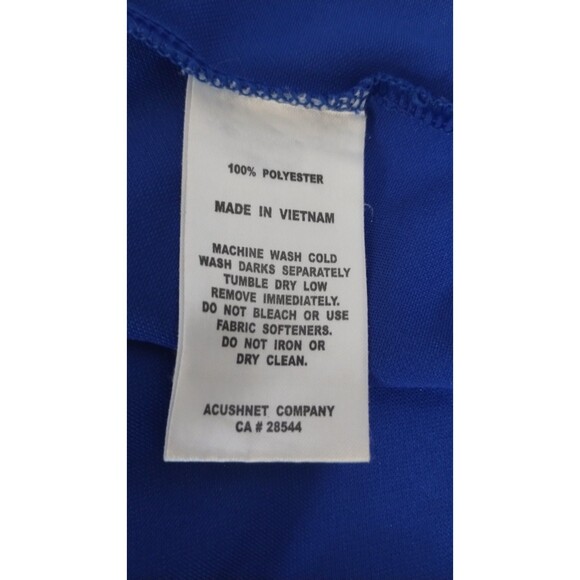 100% POLYESTER
MADE IN VIETNAM
MACHINE WASH COLD
WASH DARKS SEPARATELY
TUMBLE DRY LOW
REMOVE IMMEDIATELY.
DO NOT BLEACH OR USE
FABRIC SOFTENERS.
DO NOT IRON OR
DRY CLEAN.
ACUSHNET COMPANY
CA # 28544